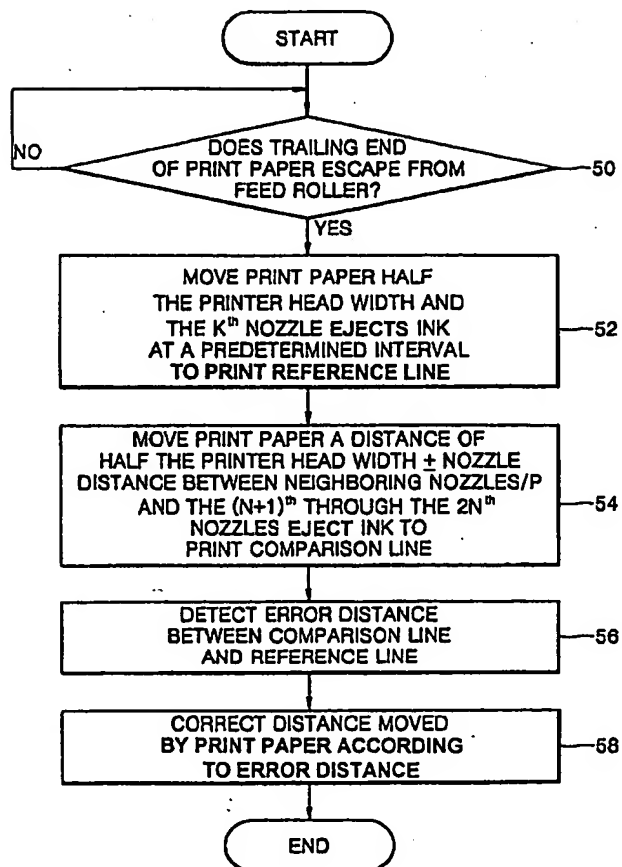 START
NO
DOES TRAILING END
OF PRINT PAPER ESCAPE FROM
FEED ROLLER?
50
YES
MOVE PRINT PAPER HALF
THE PRINTER HEAD WIDTH AND
THE Kth NOZZLE EJECTS INK
AT A PREDETERMINED INTERVAL
TO PRINT REFERENCE LINE
52
MOVE PRINT PAPER A DISTANCE OF
HALF THE PRINTER HEAD WIDTH ± NOZZLE
DISTANCE BETWEEN NEIGHBORING NOZZLES/P
AND THE (N+1)th THROUGH THE 2Nth
NOZZLES EJECT INK TO
PRINT COMPARISON LINE
54
DETECT ERROR DISTANCE
BETWEEN COMPARISON LINE
AND REFERENCE LINE
56
CORRECT DISTANCE MOVED
BY PRINT PAPER ACCORDING
TO ERROR DISTANCE
58
END